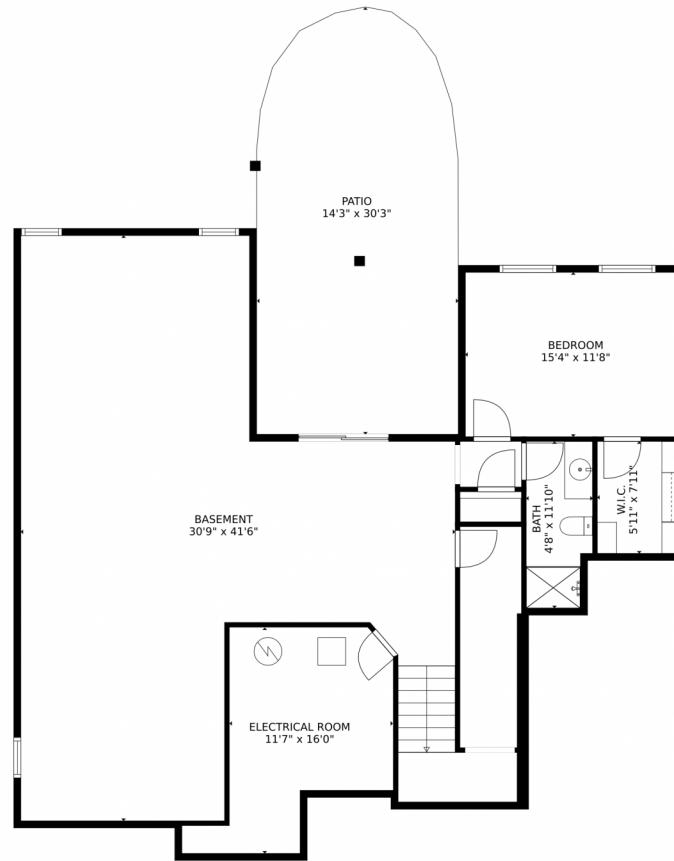 PATIO
14'3" x 30'3"
BEDROOM
15'4" x 11'8"
BASEMENT
30'9" x 41'6"
BATH
4'8" x 11'10"
W.I.C.
5'11" x 7'11"
ELECTRICAL ROOM
11'7" x 16'0"